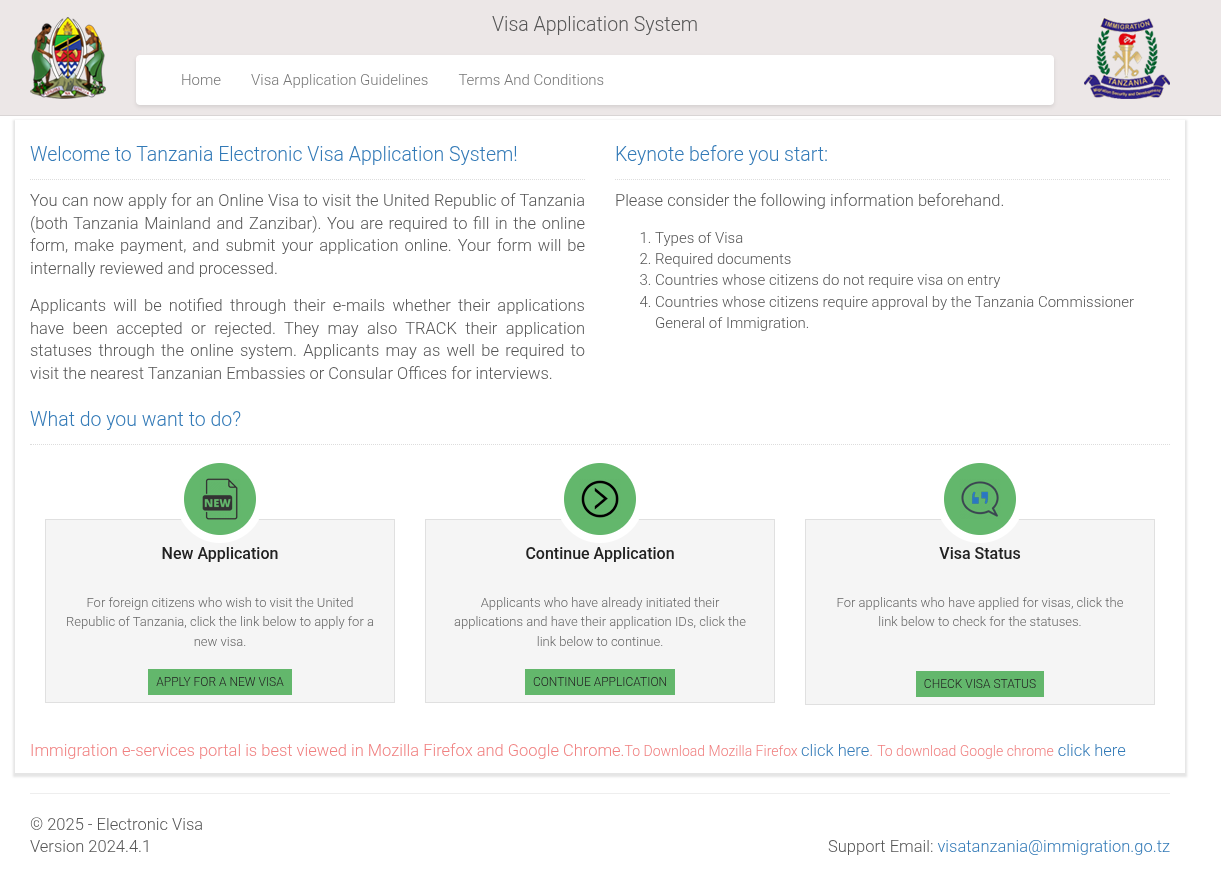 Visa Application System
IMMIGRATION
TANZANIA
Home Visa Application Guidelines Terms And Conditions
Welcome to Tanzania Electronic Visa Application System!
You can now apply for an Online Visa to visit the United Republic of Tanzania
(both Tanzania Mainland and Zanzibar). You are required to fill in the online
form, make payment, and submit your application online. Your form will be
internally reviewed and processed.
Applicants will be notified through their e-mails whether their applications
have been accepted or rejected. They may also TRACK their application
statuses through the online system. Applicants may as well be required to
visit the nearest Tanzanian Embassies or Consular Offices for interviews.
Keynote before you start:
Please consider the following information beforehand.
1. Types of Visa
2. Required documents
3. Countries whose citizens do not require visa on entry
4. Countries whose citizens require approval by the Tanzania Commissioner
General of Immigration.
What do you want to do?
NEW
New Application
For foreign citizens who wish to visit the United
Republic of Tanzania, click the link below to apply for a
new visa.
APPLY FOR A NEW VISA
Continue Application
Applicants who have already initiated their
applications and have their application IDs, click the
link below to continue.
CONTINUE APPLICATION
Visa Status
For applicants who have applied for visas, click the
link below to check for the statuses.
CHECK VISA STATUS
Immigration e-services portal is best viewed in Mozilla Firefox and Google Chrome.To Download Mozilla Firefox click here. To download Google chrome click here
© 2025 - Electronic Visa
Version 2024.4.1
Support Email: visatanzania@immigration.go.tz